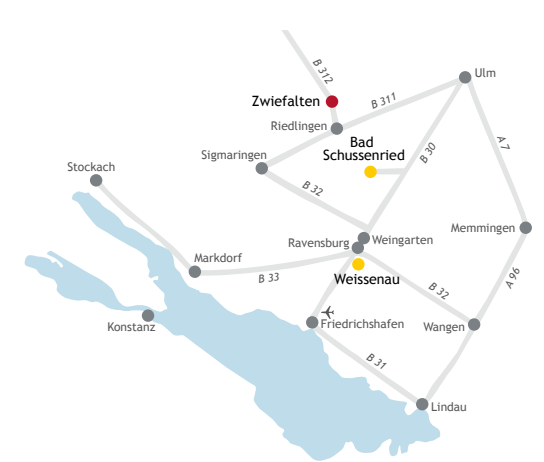 B 312
Ulm
Zwiefalten
B 311
Riedlingen
Bad
Schussenried
B 30
A 7
Sigmaringen
Stockach
B 32
Memmingen
Weingarten
Ravensburg
Markdorf
B 33
Weissenau
A 96
B 32
Konstanz
Friedrichshafen
Wangen
B 31
Lindau